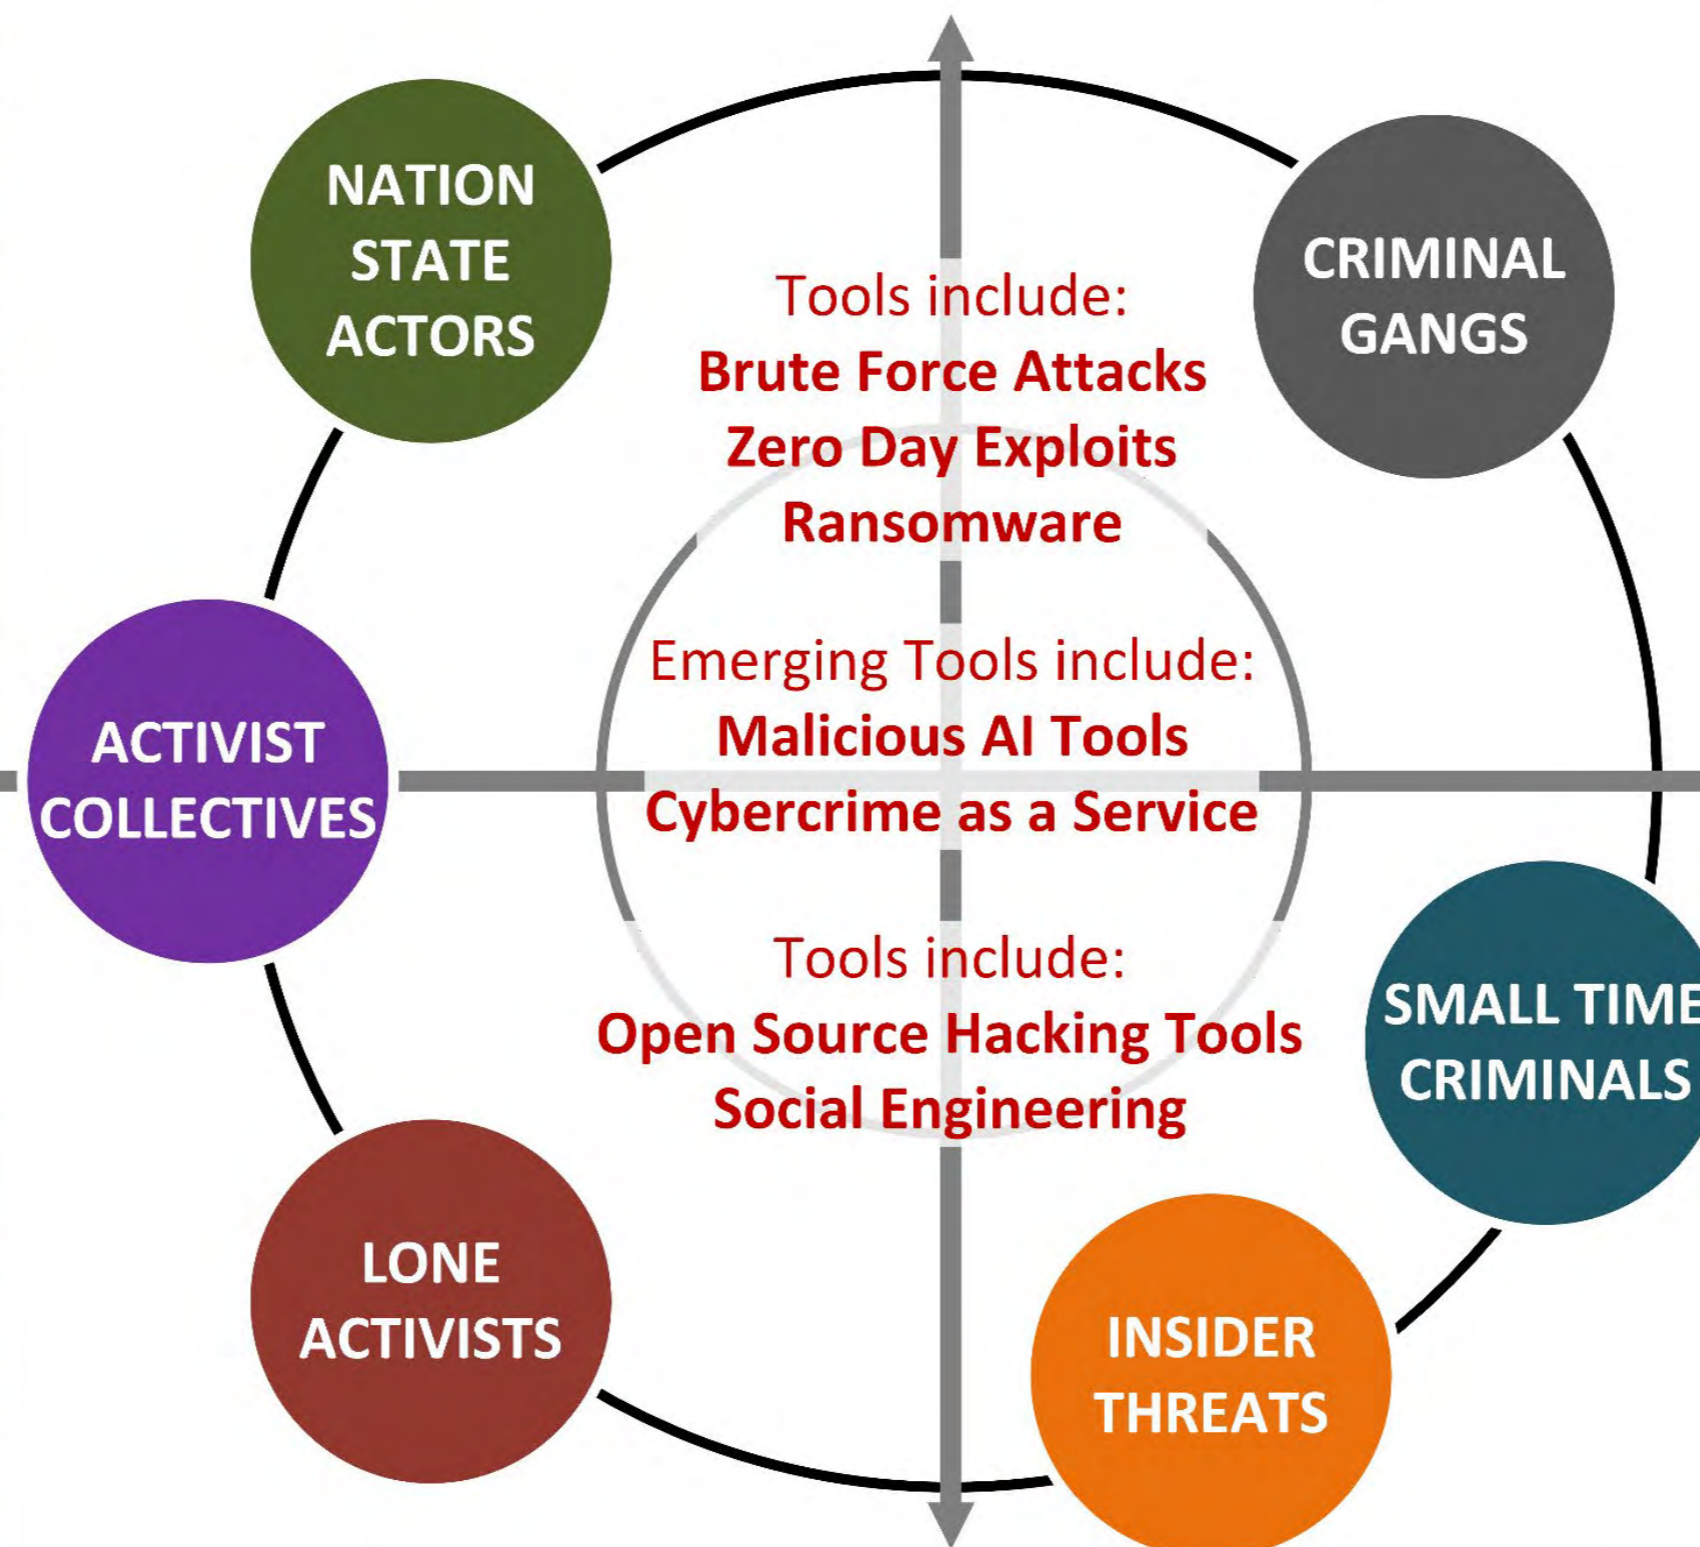 NATION
STATE
ACTORS
CRIMINAL
GANGS
Tools include:
Brute Force Attacks
Zero Day Exploits
Ransomware
Emerging Tools include:
Malicious AI Tools
Cybercrime as a Service
ACTIVIST
COLLECTIVES
Tools include:
Open Source Hacking Tools
Social Engineering
SMALL TIME
CRIMINALS
LONE
ACTIVISTS
INSIDER
THREATS